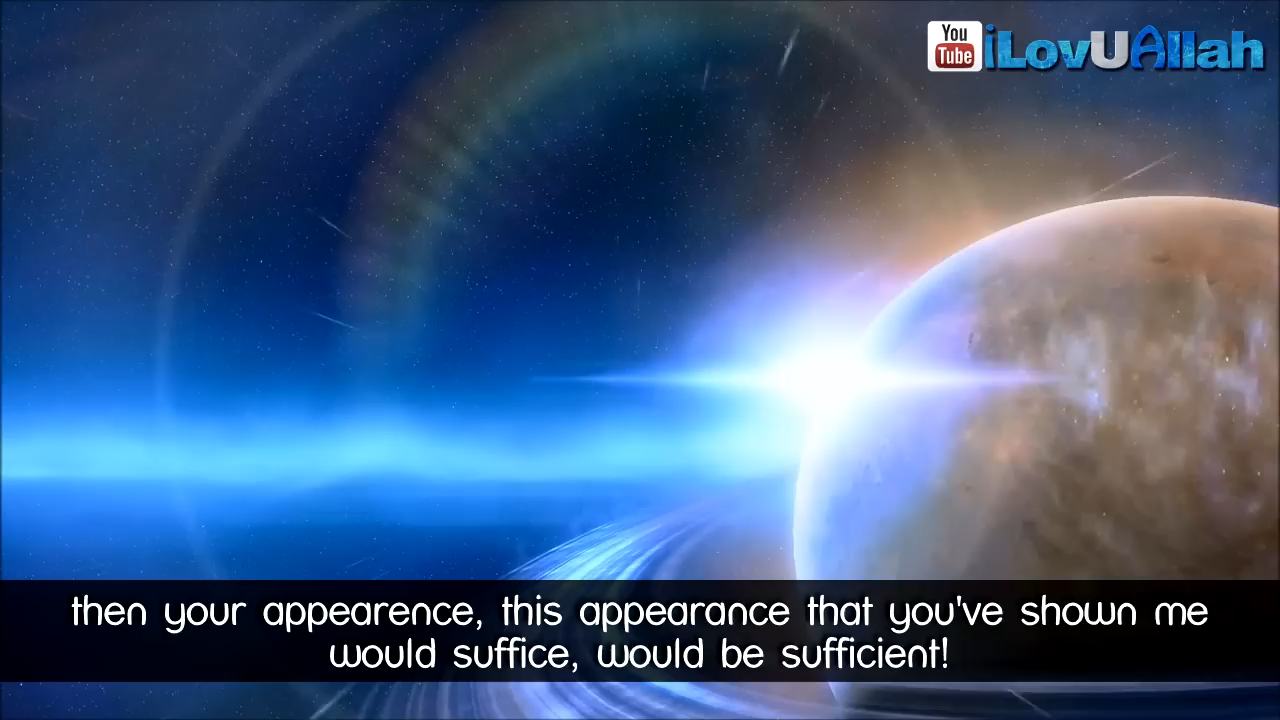 You
Tube
iLovUAllah
then your appearence, this appearance that you've shown me
would suffice, would be sufficient!